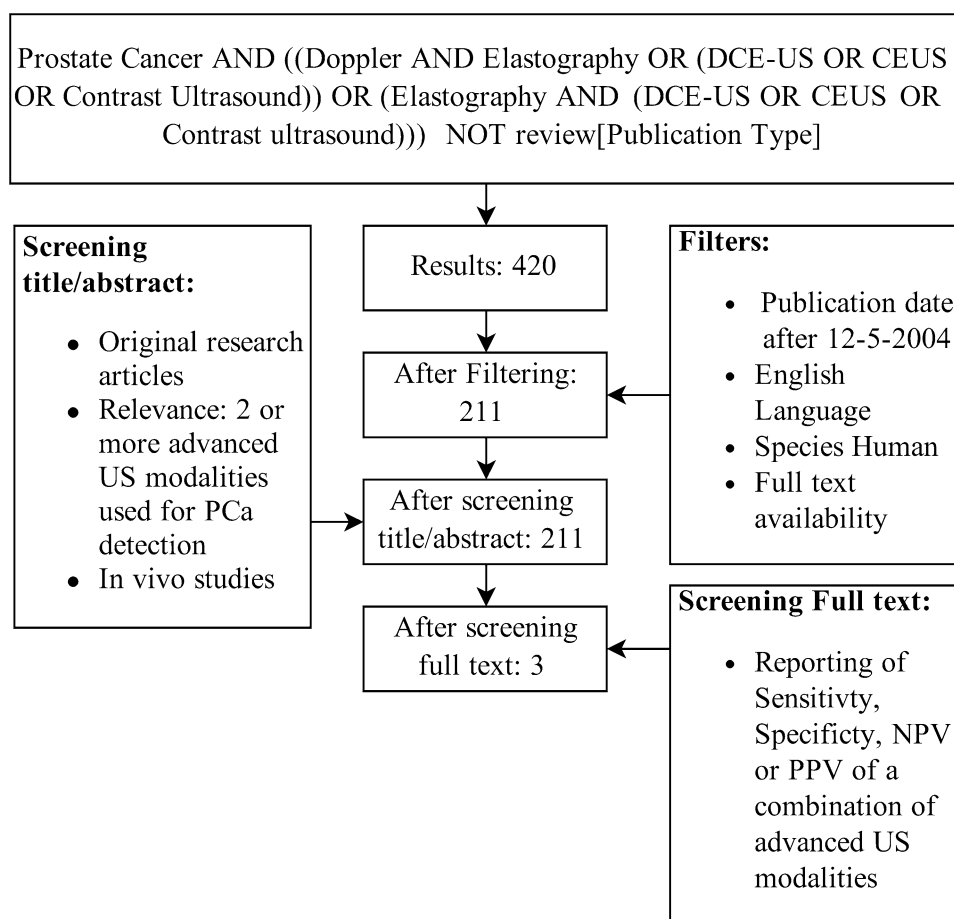 Prostate Cancer AND ((Doppler AND Elastography OR (DCE-US OR CEUS
OR Contrast Ultrasound)) OR (Elastography AND (DCE-US OR CEUS OR
Contrast ultrasound))) NOT review[Publication Type]
Screening
title/abstract:
• Original research
articles
• Relevance: 2 or
more advanced
US modalities
used for PCa
detection
• In vivo studies
Results: 420
After Filtering:
211
After screening
title/abstract: 211
After screening
full text: 3
Filters:
• Publication date
after 12-5-2004
• English
Language
• Species Human
• Full text
availability
Screening Full text:
• Reporting of
Sensitivty,
Specificty, NPV
or PPV of a
combination of
advanced US
modalities